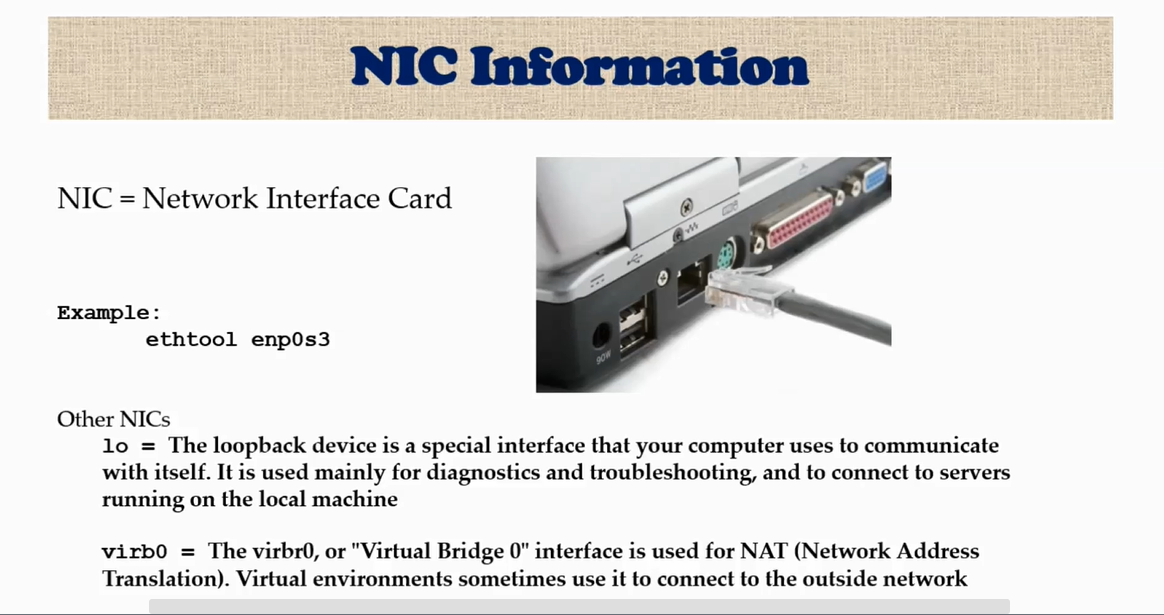 NIC Information
NIC = Network Interface Card
90W
Example:
ethtool enp0s3
Other NICs
lo = The loopback device is a special interface that your computer uses to communicate
with itself. It is used mainly for diagnostics and troubleshooting, and to connect to servers
running on the local machine
virb0 = The virbr0, or "Virtual Bridge 0" interface is used for NAT (Network Address
Translation). Virtual environments sometimes use it to connect to the outside network